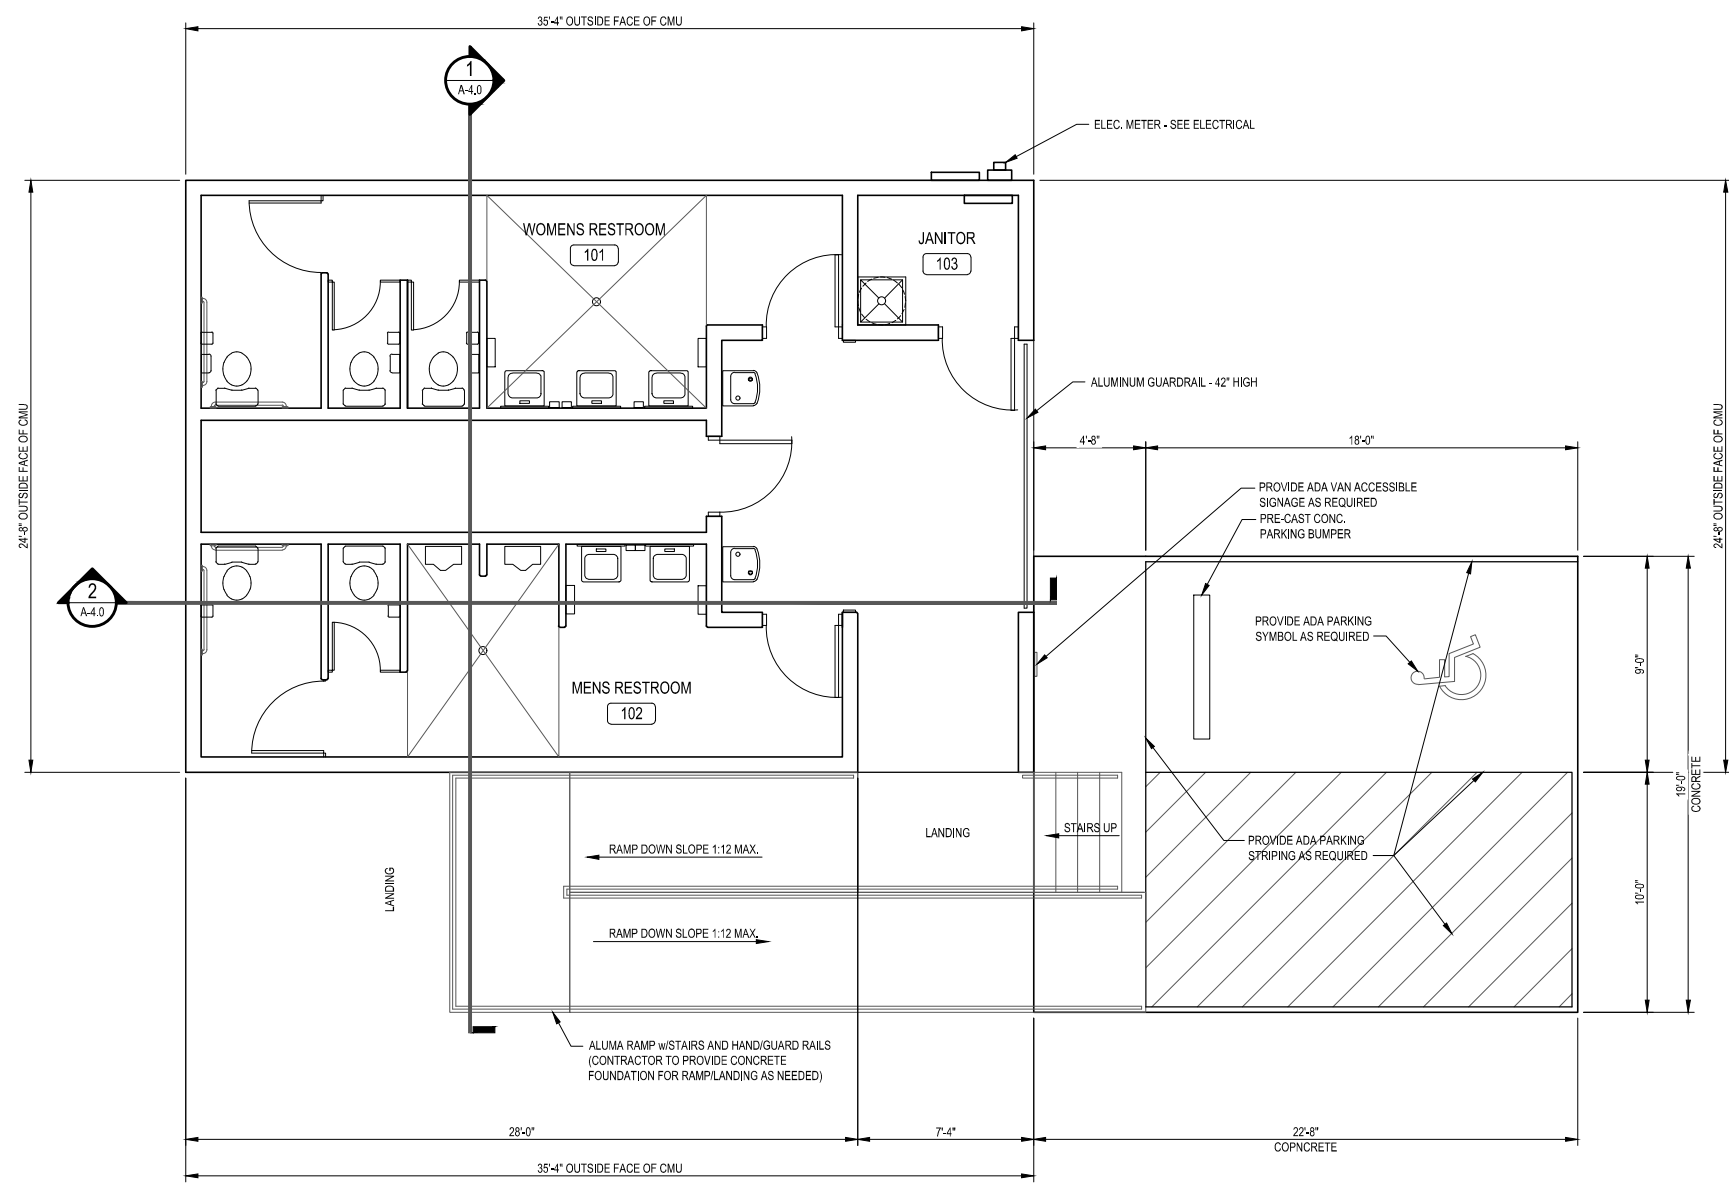 35'-4" OUTSIDE FACE OF CMU
1
A-4.0
ELEC. METER - SEE ELECTRICAL
WOMENS RESTROOM
101
JANITOR
103
24'-8" OUTSIDE FACE OF CMU
24'-8" OUTSIDE FACE OF CMU
ALUMINUM GUARDRAIL - 42" HIGH
4'-8"
18'-0"
PROVIDE ADA VAN ACCESSIBLE
SIGNAGE AS REQUIRED
PRE-CAST CONC.
PARKING BUMPER
2
A-4.0
PROVIDE ADA PARKING
SYMBOL AS REQUIRED
9'-0"
MENS RESTROOM
102
19'-0"
CONCRETE
LANDING
STAIRS UP
PROVIDE ADA PARKING
STRIPING AS REQUIRED
RAMP DOWN SLOPE 1:12 MAX.
LANDING
10'-0"
RAMP DOWN SLOPE 1:12 MAX.
ALUMA RAMP w/STAIRS AND HAND/GUARD RAILS
(CONTRACTOR TO PROVIDE CONCRETE
FOUNDATION FOR RAMP/LANDING AS NEEDED)
28'-0"
7'-4"
22'-8"
COPNCRETE
35'-4" OUTSIDE FACE OF CMU